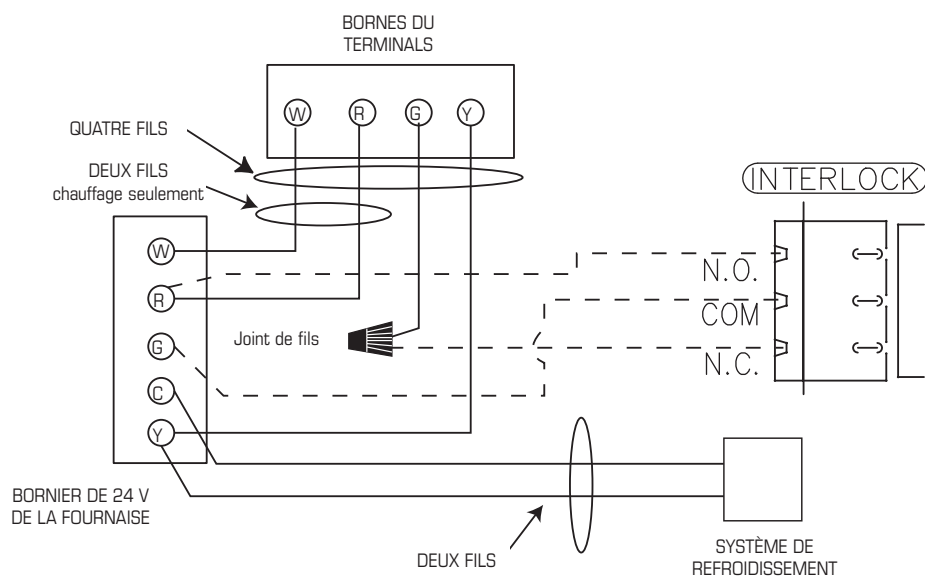 BORNES DU
TERMINALS
W R G Y
QUATRE FILS
DEUX FILS
chauffage seulement
INTERLOCK
W
R
G
C
Y
N.O.
COM
N.C.
Joint de fils
BORNIER DE 24 V
DE LA FOURNAISE
DEUX FILS
SYSTÈME DE
REFROIDISSEMENT